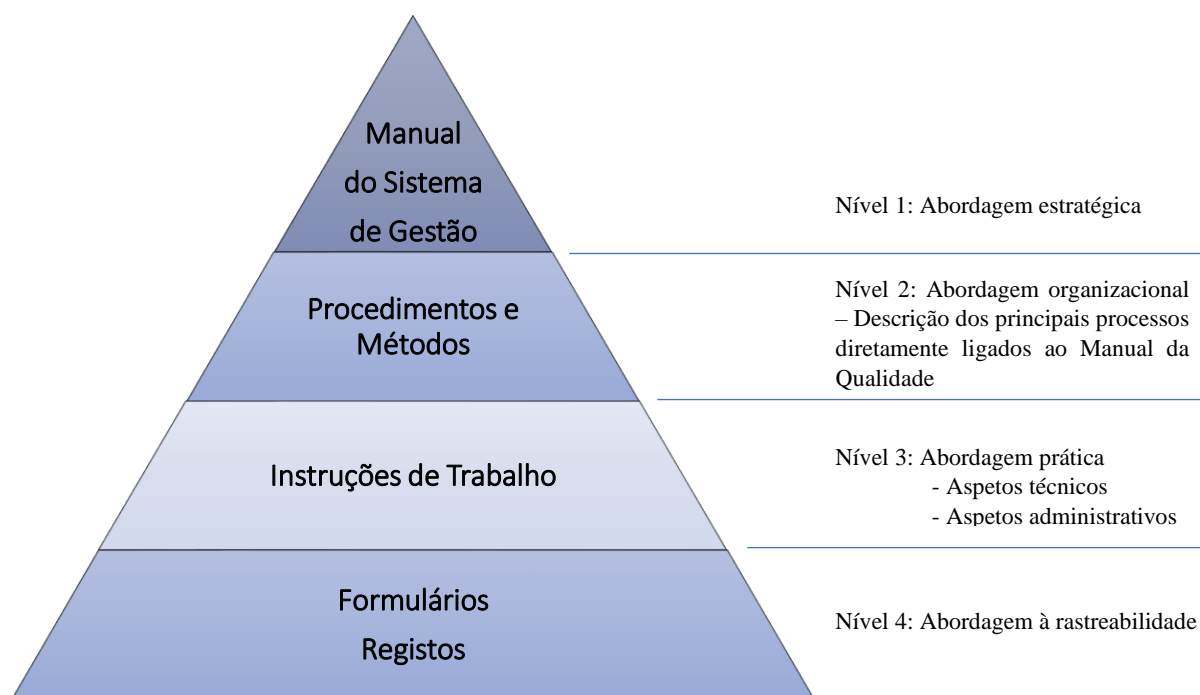 Manual
do Sistema
de Gestão
Nível 1: Abordagem estratégica
Procedimentos e
Métodos
Nível 2: Abordagem organizacional
– Descrição dos principais processos
diretamente ligados ao Manual da
Qualidade
Instruções de Trabalho
Nível 3: Abordagem prática
- Aspetos técnicos
- Aspetos administrativos
Formulários
Registos
Nível 4: Abordagem à rastreabilidade